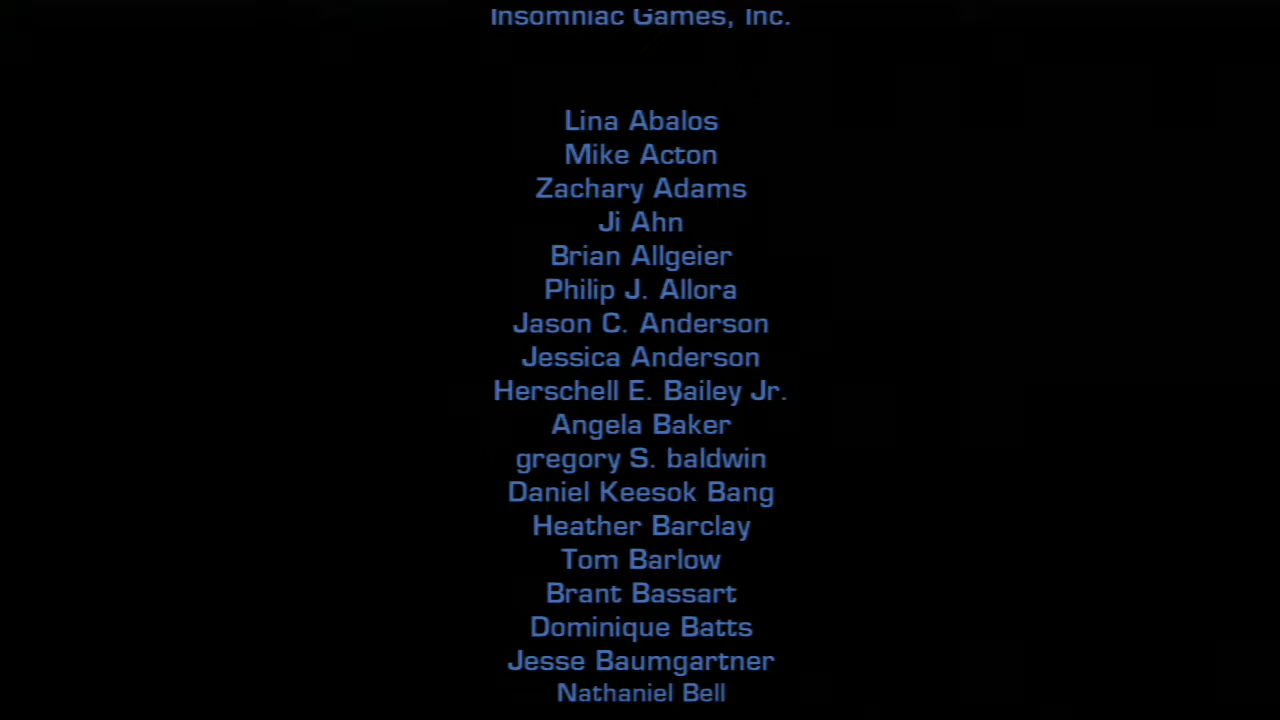 Insomniac Games, Inc.
Lina Abalos
Mike Acton
Zachary Adams
Ji Ahn
Brian Allgeier
Philip J. Allora
Jason C. Anderson
Jessica Anderson
Herschell E. Bailey Jr.
Angela Baker
gregory S. baldwin
Daniel Keesok Bang
Heather Barclay
Tom Barlow
Brant Bassart
Dominique Batts
Jesse Baumgartner
Nathaniel Bell